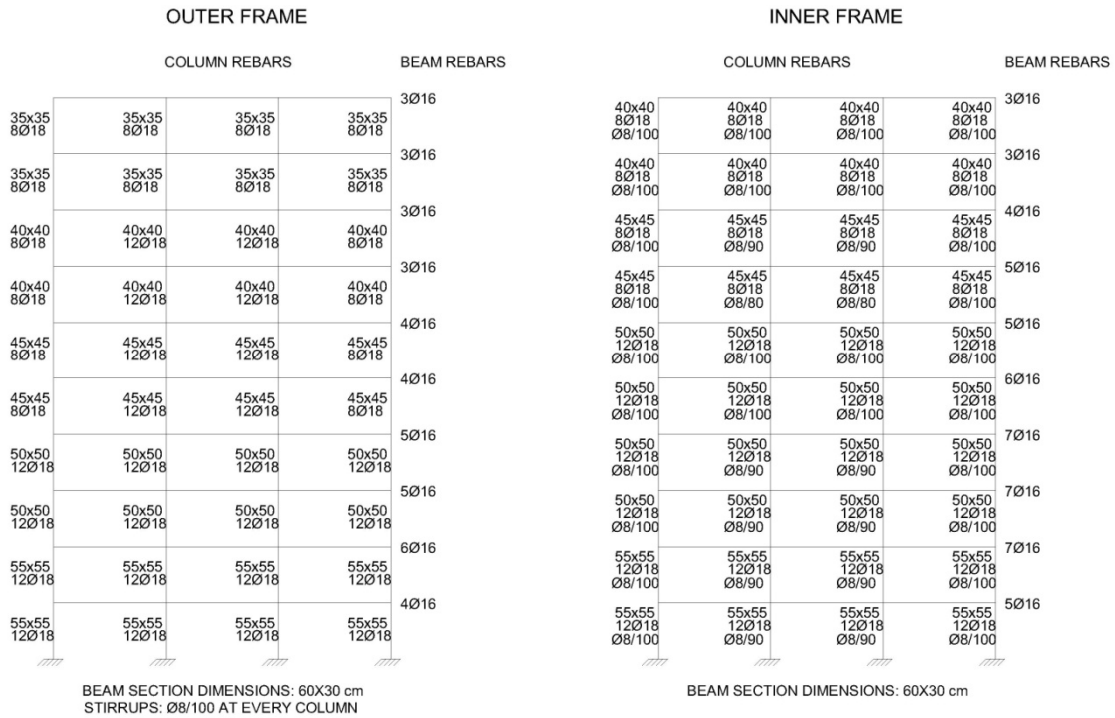 OUTER FRAME
COLUMN REBARS
BEAM REBARS
3Ø16
35x35 35x35 35x35 35x35
8Ø18 8Ø18 8Ø18 8Ø18
3Ø16
35x35 35x35 35x35 35x35
8Ø18 8Ø18 8Ø18 8Ø18
3Ø16
40x40 40x40 40x40 40x40
8Ø18 12Ø18 12Ø18 8Ø18
3Ø16
40x40 40x40 40x40 40x40
8Ø18 12Ø18 12Ø18 8Ø18
4Ø16
45x45 45x45 45x45 45x45
8Ø18 12Ø18 12Ø18 8Ø18
4Ø16
45x45 45x45 45x45 45x45
8Ø18 12Ø18 12Ø18 8Ø18
5Ø16
50x50 50x50 50x50 50x50
12Ø18 12Ø18 12Ø18 12Ø18
5Ø16
50x50 50x50 50x50 50x50
12Ø18 12Ø18 12Ø18 12Ø18
6Ø16
55x55 55x55 55x55 55x55
12Ø18 12Ø18 12Ø18 12Ø18
4Ø16
55x55 55x55 55x55 55x55
12Ø18 12Ø18 12Ø18 12Ø18
BEAM SECTION DIMENSIONS: 60X30 cm
STIRRUPS: Ø8/100 AT EVERY COLUMN
INNER FRAME
COLUMN REBARS
BEAM REBARS
3Ø16
40x40 40x40 40x40 40x40
8Ø18 8Ø18 8Ø18 8Ø18
Ø8/100 Ø8/100 Ø8/100 Ø8/100
3Ø16
40x40 40x40 40x40 40x40
8Ø18 8Ø18 8Ø18 8Ø18
Ø8/100 Ø8/100 Ø8/100 Ø8/100
4Ø16
45x45 45x45 45x45 45x45
8Ø18 8Ø18 8Ø18 8Ø18
Ø8/100 Ø8/90 Ø8/90 Ø8/100
5Ø16
45x45 45x45 45x45 45x45
8Ø18 8Ø18 8Ø18 8Ø18
Ø8/100 Ø8/80 Ø8/80 Ø8/100
5Ø16
50x50 50x50 50x50 50x50
12Ø18 12Ø18 12Ø18 12Ø18
Ø8/100 Ø8/100 Ø8/100 Ø8/100
6Ø16
50x50 50x50 50x50 50x50
12Ø18 12Ø18 12Ø18 12Ø18
Ø8/100 Ø8/100 Ø8/100 Ø8/100
7Ø16
50x50 50x50 50x50 50x50
12Ø18 12Ø18 12Ø18 12Ø18
Ø8/100 Ø8/90 Ø8/90 Ø8/100
7Ø16
50x50 50x50 50x50 50x50
12Ø18 12Ø18 12Ø18 12Ø18
Ø8/100 Ø8/90 Ø8/90 Ø8/100
7Ø16
55x55 55x55 55x55 55x55
12Ø18 12Ø18 12Ø18 12Ø18
Ø8/100 Ø8/90 Ø8/90 Ø8/100
5Ø16
55x55 55x55 55x55 55x55
12Ø18 12Ø18 12Ø18 12Ø18
Ø8/100 Ø8/90 Ø8/90 Ø8/100
BEAM SECTION DIMENSIONS: 60X30 cm